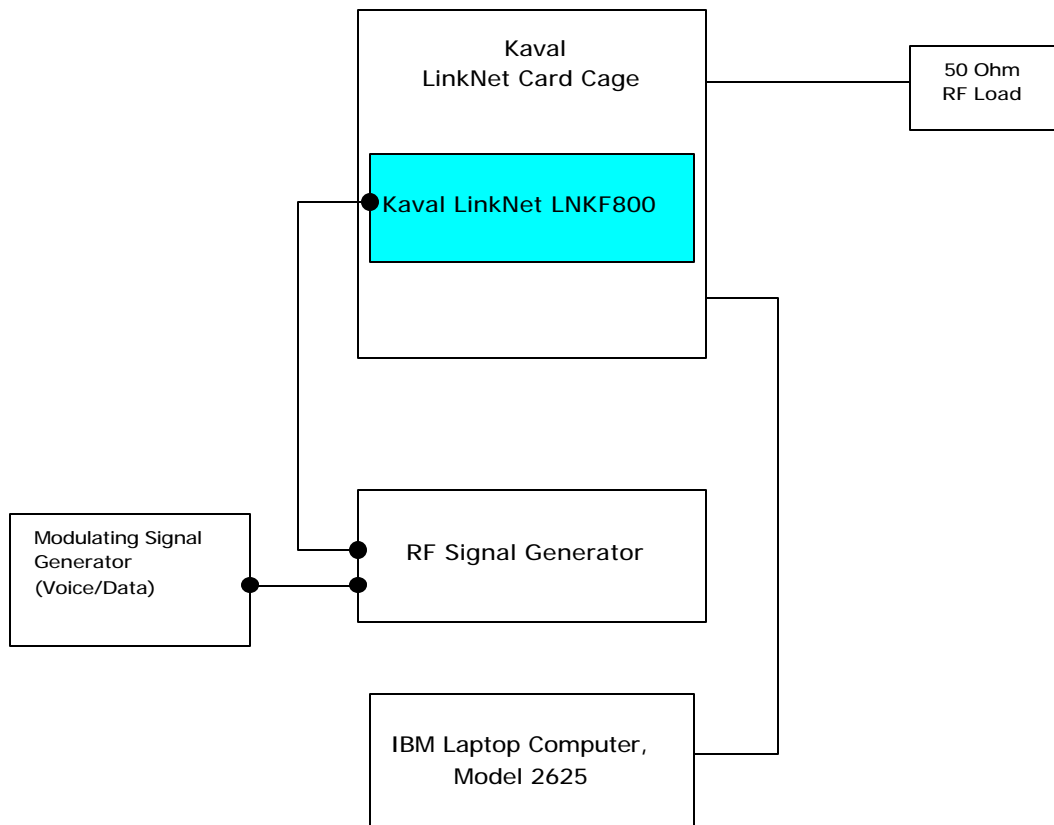 Kaval
LinkNet Card Cage
50 Ohm
RF Load
Kaval LinkNet LNKF800
Modulating Signal
Generator
(Voice/Data)
RF Signal Generator
IBM Laptop Computer,
Model 2625